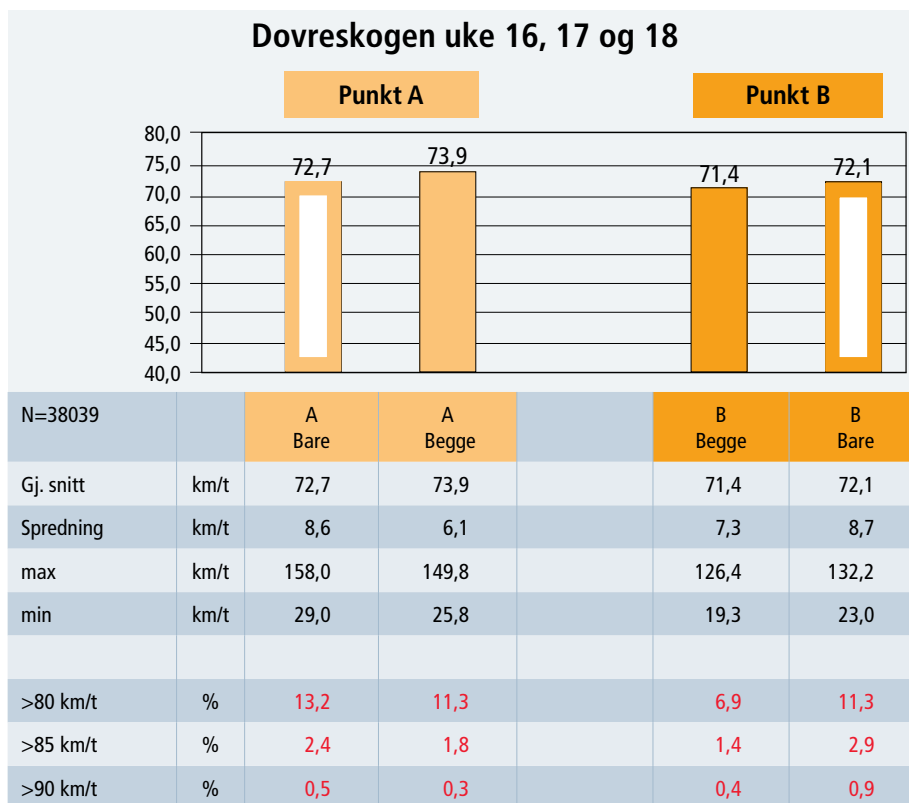 Dovreskogen uke 16, 17 og 18
Punkt A
Punkt B
80,0
75,0
70,0
65,0
60,0
55,0
50,0
45,0
40,0
72,7
73,9
71,4
72,1
N=38039 A Bare A Begge B Begge B Bare
Gj. snitt km/t 72,7 73,9 71,4 72,1
Spredning km/t 8,6 6,1 7,3 8,7
max km/t 158,0 149,8 126,4 132,2
min km/t 29,0 25,8 19,3 23,0
>80 km/t % 13,2 11,3 6,9 11,3
>85 km/t % 2,4 1,8 1,4 2,9
>90 km/t % 0,5 0,3 0,4 0,9